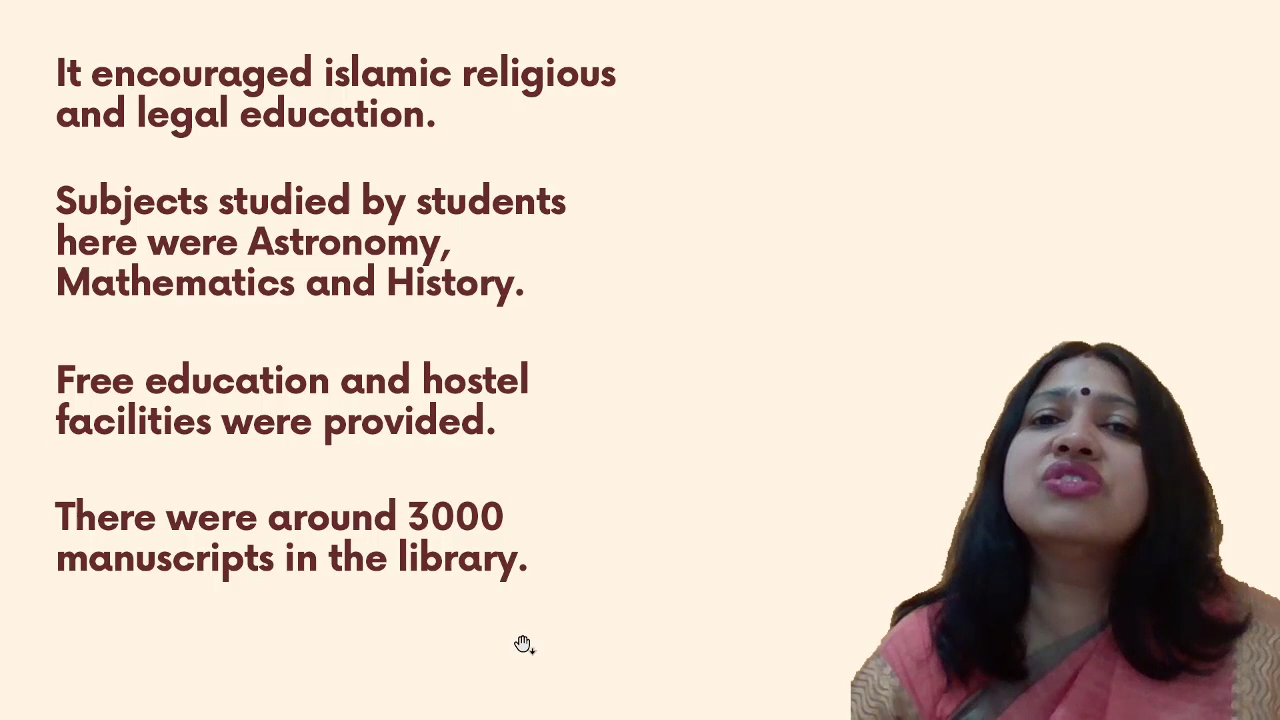 It encouraged islamic religious
and legal education.
Subjects studied by students
here were Astronomy,
Mathematics and History.
Free education and hostel
facilities were provided.
There were around 3000
manuscripts in the library.